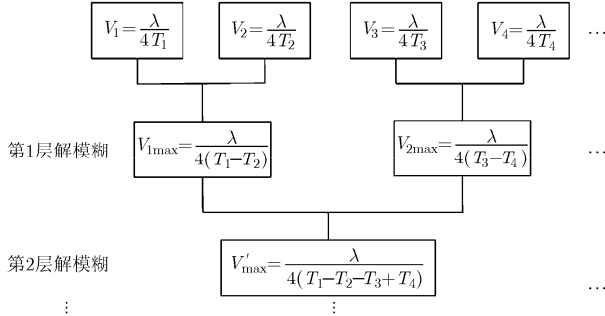 V₁=λ/4T₁ V₂=λ/4T₂ V₃=λ/4T₃ V₄=λ/4T₄ …
第1层解模糊 V₁max=λ/4(T₁−T₂) V₂max=λ/4(T₃−T₄) …
第2层解模糊 V′max=λ/4(T₁−T₂−T₃+T₄) …
⋮ ⋮